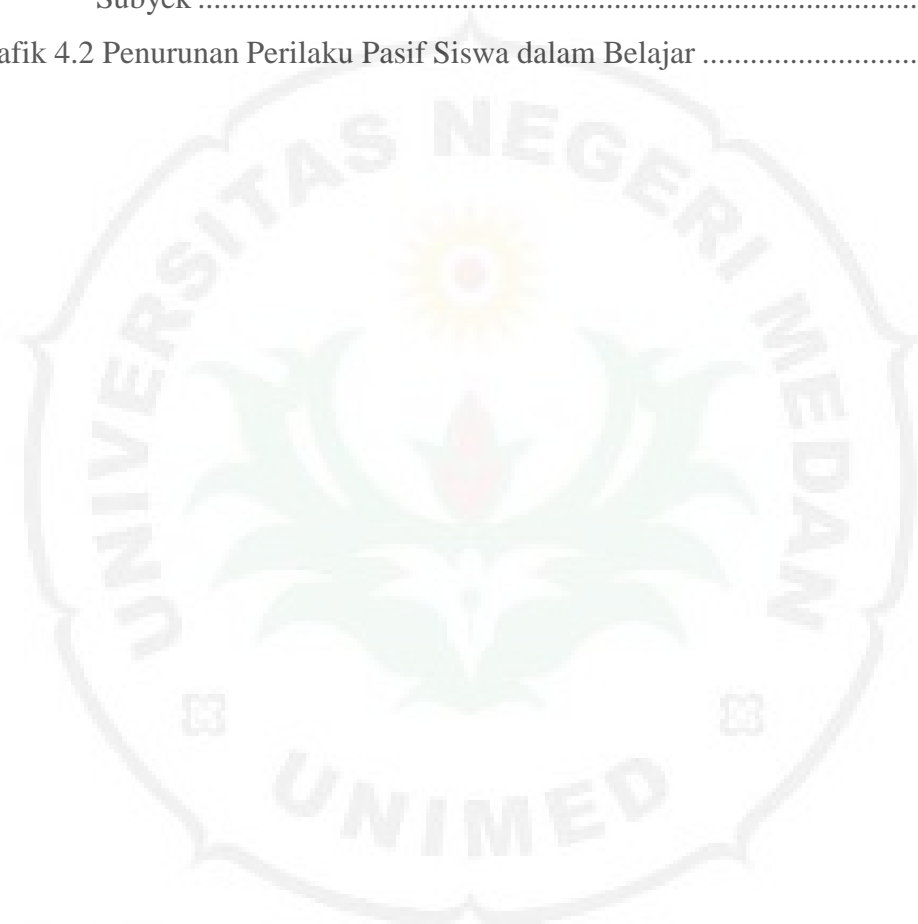 Subyek ..........................................................................................
afik 4.2 Penurunan Perilaku Pasif Siswa dalam Belajar ...........................
UNIVERSITAS NEGERI MEDAN
UNIMED